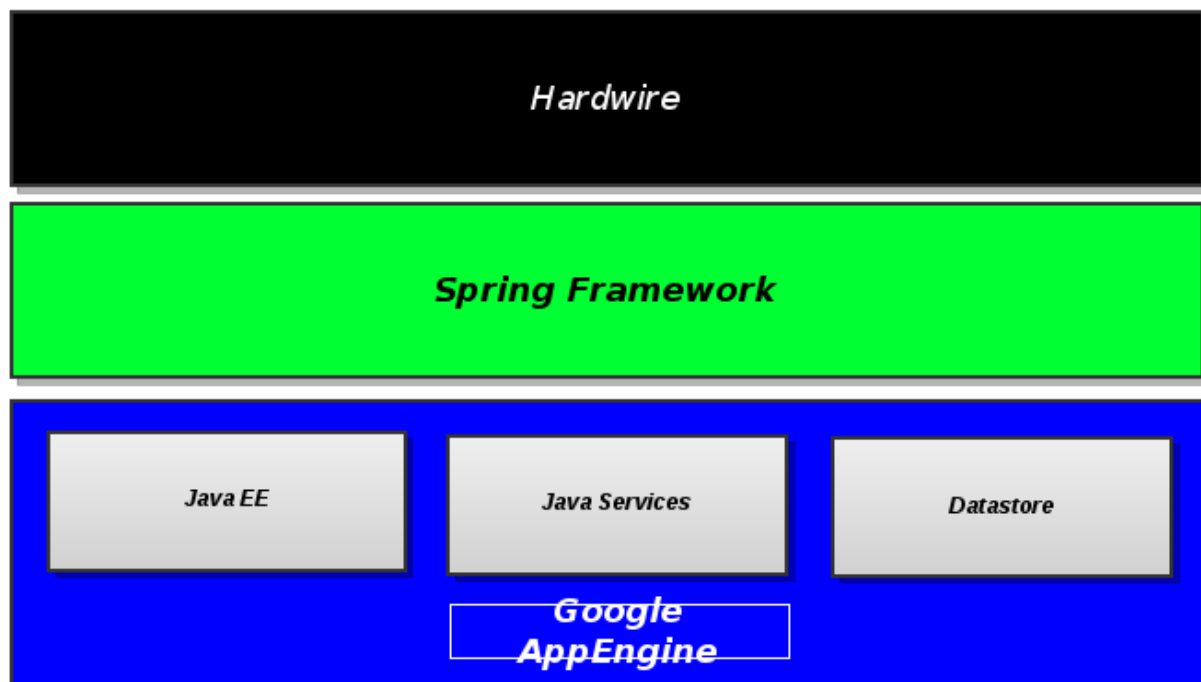 Hardwire
Spring Framework
Java EE
Java Services
Datastore
Google
AppEngine